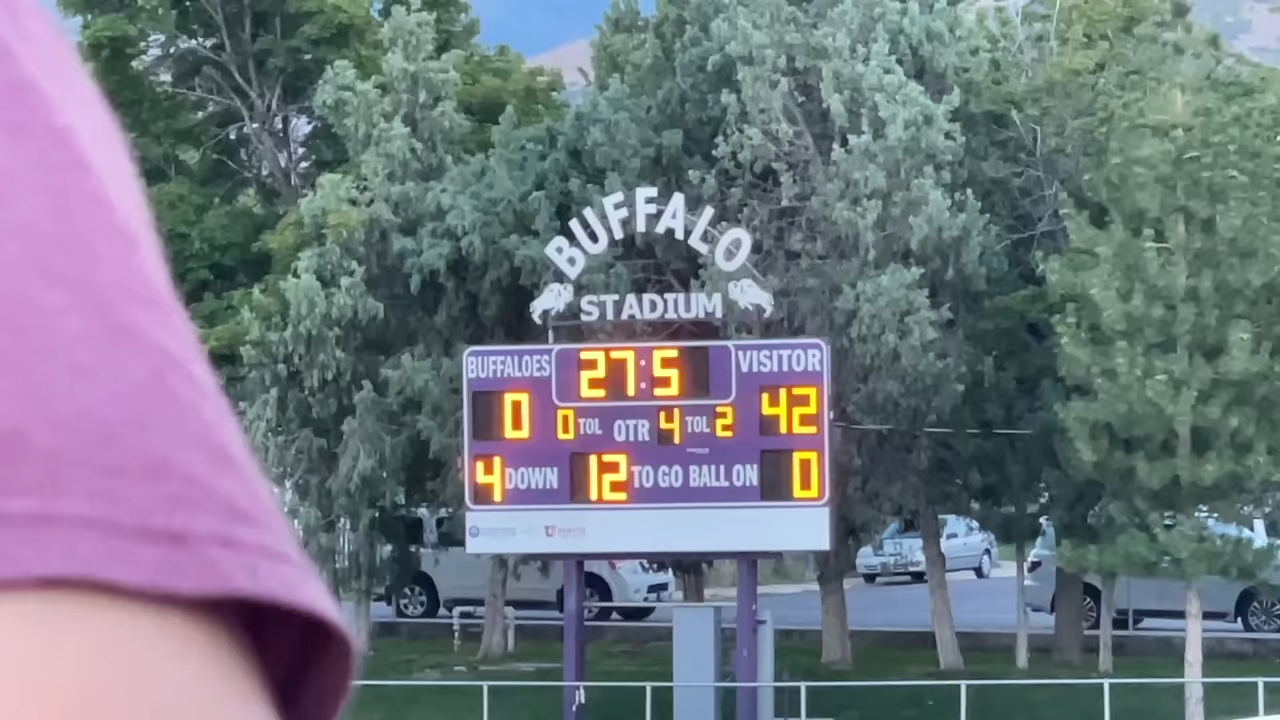 BUFFALO
STADIUM
BUFFALOES 27:5 VISITOR
0 0 TOL QTR 4 TOL 2 42
4 DOWN 12 TO GO BALL ON 0